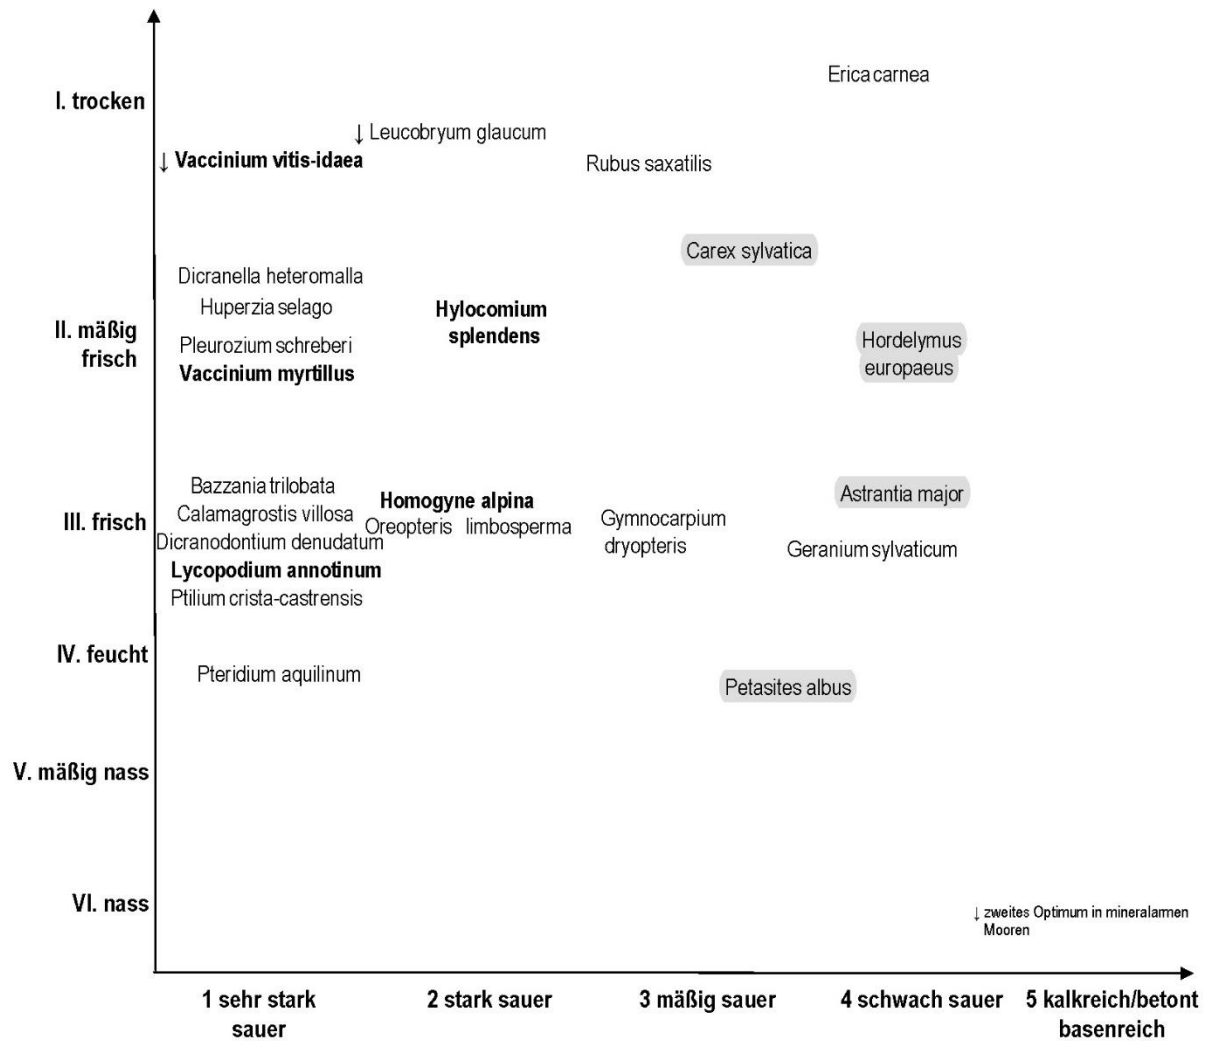 Erica carnea
I. trocken
↓ Leucobryum glaucum
↓ Vaccinium vitis-idaea
Rubus saxatilis
Carex sylvatica
Dicranella heteromalla
Huperzia selago
Hylocomium
splendens
II. mäßig
frisch
Pleurozium schreberi
Vaccinium myrtillus
Hordelymus
europaeus
Bazzania trilobata
Calamagrostis villosa
Dicranodontium denudatum
Lycopodium annotinum
Ptilium crista-castrensis
Homogyne alpina
Oreopteris limbosperma
Gymnocarpium
dryopteris
Astrantia major
Geranium sylvaticum
III. frisch
IV. feucht
Pteridium aquilinum
Petasites albus
V. mäßig nass
VI. nass
↓ zweites Optimum in mineralarmen
Mooren
1 sehr stark
sauer
2 stark sauer
3 mäßig sauer
4 schwach sauer
5 kalkreich/betont
basenreich